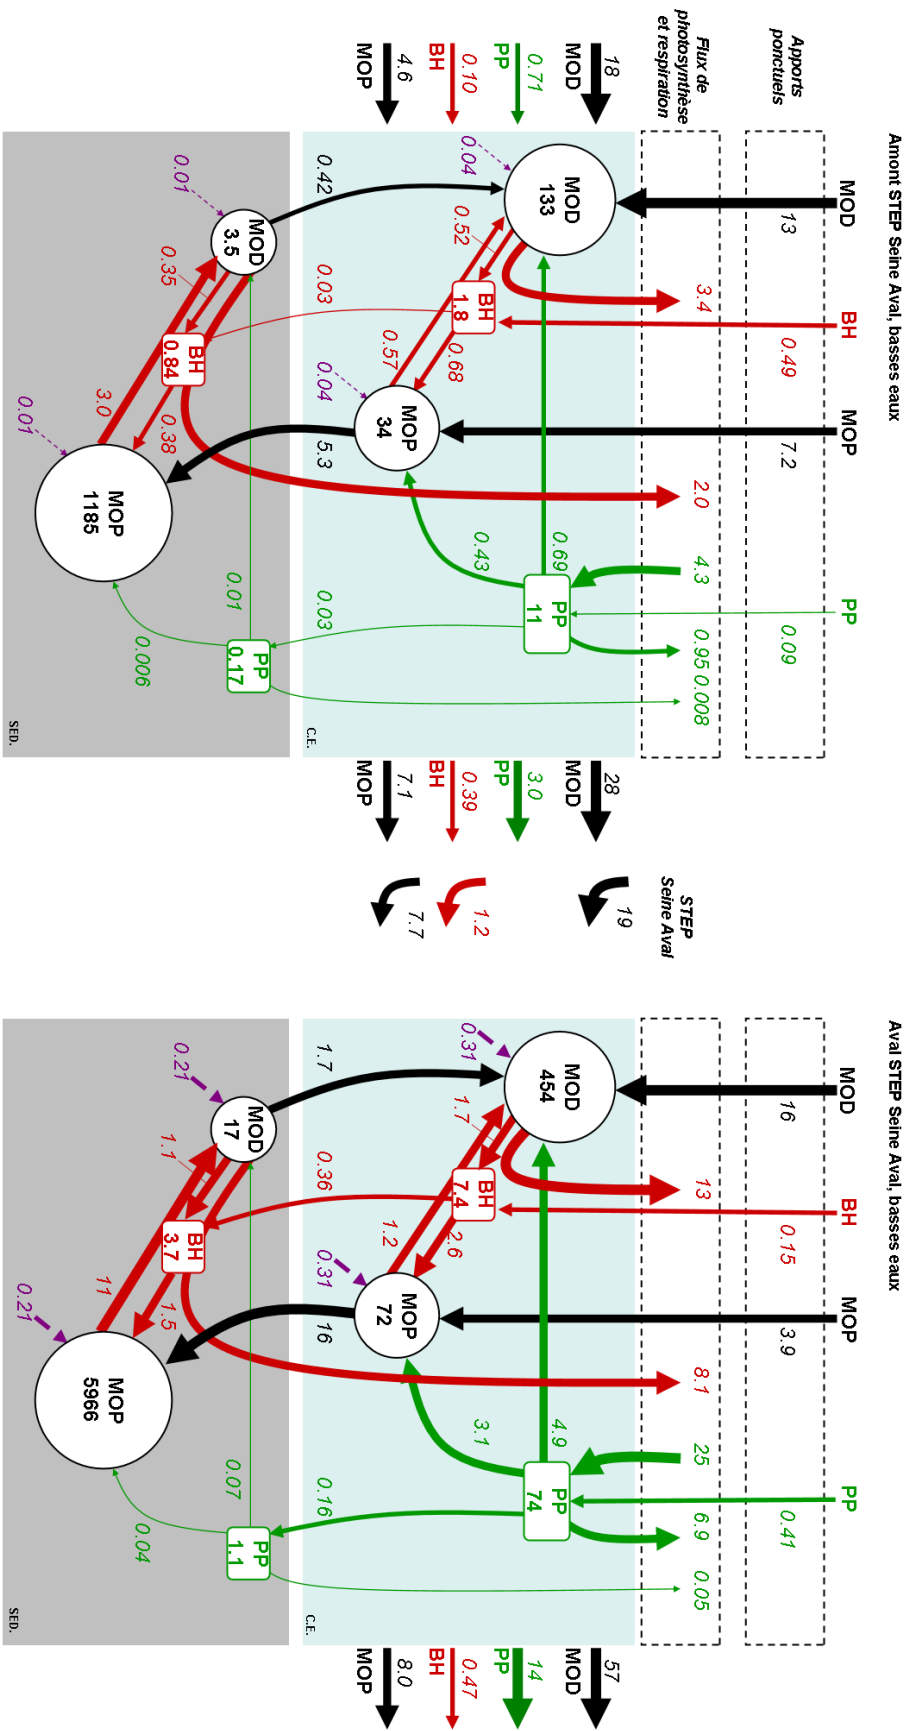 Amont STEP Seine Aval, basses eaux
Apports
ponctuels
MOD
13
BH
0.49
MOP
7.2
PP
0.09
Flux de
photosynthèse
et respiration
3.4
2.0
4.3
0.95
0.008
18
MOD
0.71
PP
0.10
BH
4.6
MOP
MOD
133
0.04
0.52
BH
1.8
0.68
0.57
MOP
34
0.04
0.69
0.43
PP
11
0.42
0.03
5.3
0.03
C.E.
MOD
3.5
0.01
0.35
BH
0.84
0.38
3.0
MOP
1185
0.01
0.01
PP
0.17
0.006
SED.
28
MOD
3.0
PP
0.39
BH
7.1
MOP
STEP
Seine Aval
19
1.2
7.7
Aval STEP Seine Aval, basses eaux
MOD
16
BH
0.15
MOP
3.9
PP
0.41
13
8.1
25
6.9
0.05
MOD
454
0.31
1.7
BH
7.4
2.6
1.2
MOP
72
0.31
4.9
3.1
PP
74
1.7
0.36
16
0.16
C.E.
MOD
17
0.21
1.1
BH
3.7
1.5
11
MOP
5966
0.21
0.07
PP
1.1
0.04
SED.
57
MOD
14
PP
0.47
BH
8.0
MOP